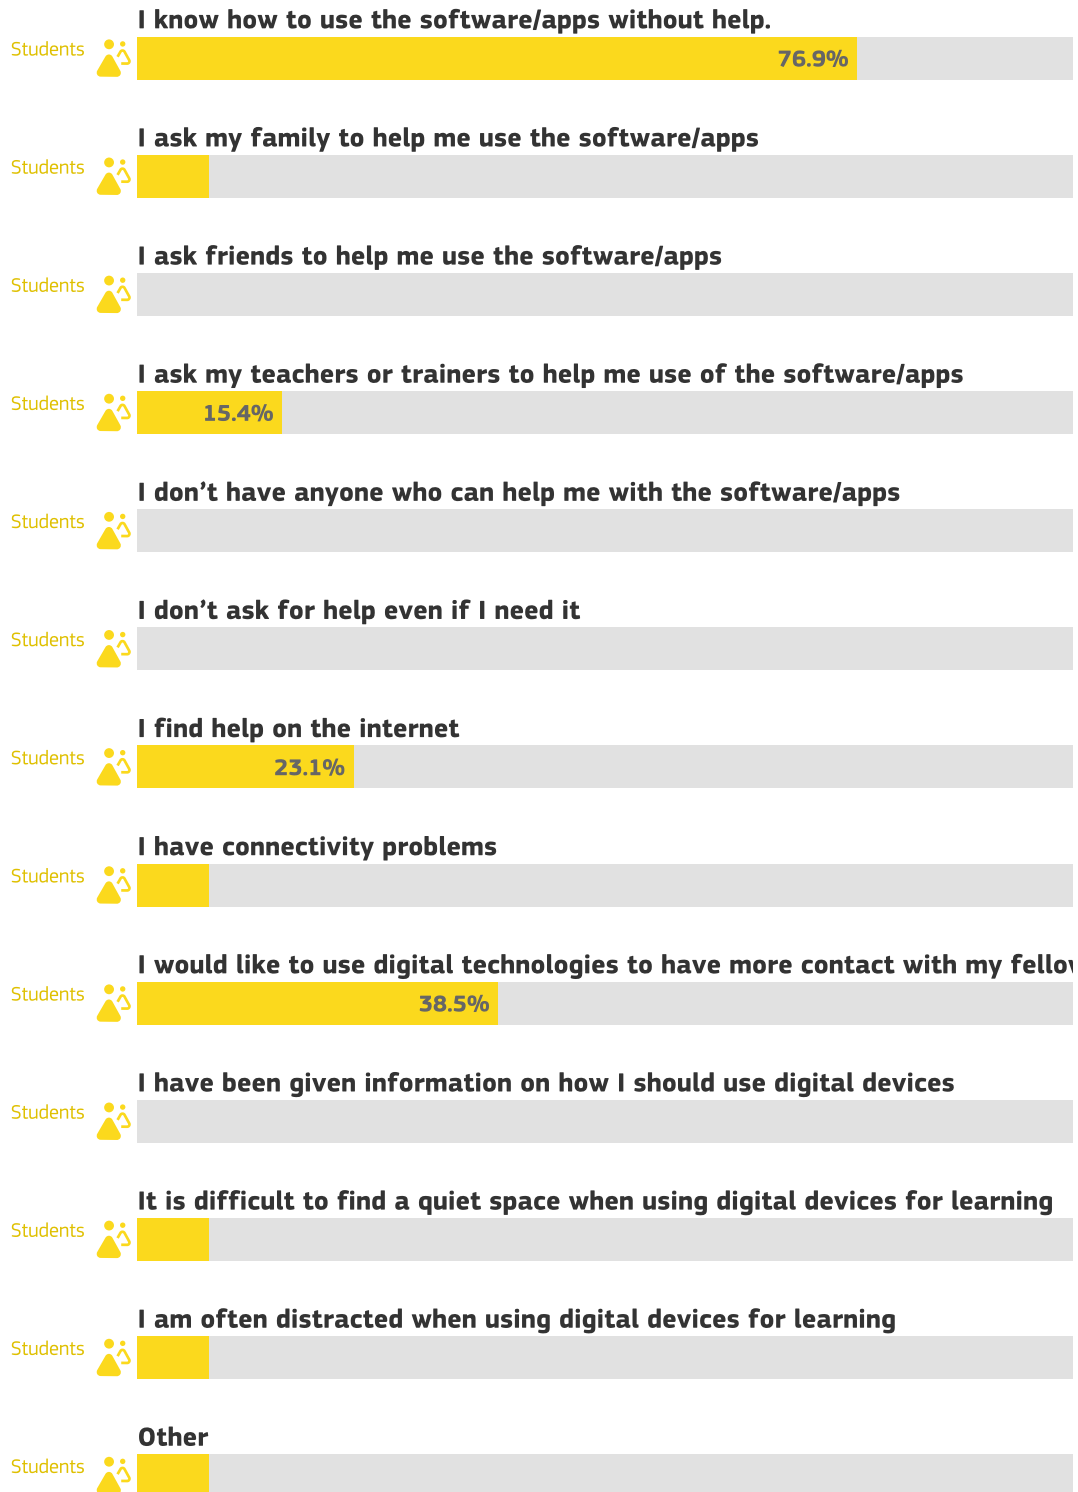 I know how to use the software/apps without help.
Students
76.9%
I ask my family to help me use the software/apps
Students
I ask friends to help me use the software/apps
Students
I ask my teachers or trainers to help me use of the software/apps
Students
15.4%
I don’t have anyone who can help me with the software/apps
Students
I don’t ask for help even if I need it
Students
I find help on the internet
Students
23.1%
I have connectivity problems
Students
I would like to use digital technologies to have more contact with my
Students
38.5%
I have been given information on how I should use digital devices
Students
It is difficult to find a quiet space when using digital devices for learning
Students
I am often distracted when using digital devices for learning
Students
Other
Students